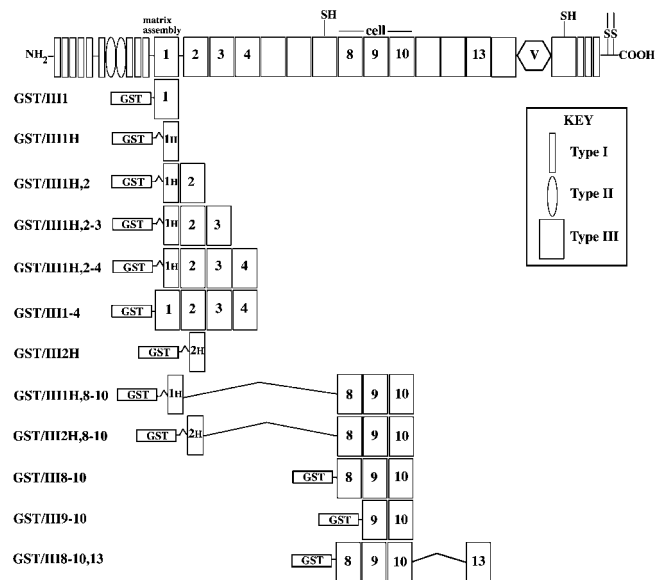 matrix
assembly
SH
cell
SH
SS
NH2
1
2
3
4
8
9
10
13
V
COOH
GST/III1
GST
1
GST/III1H
GST
1H
GST/III1H,2
GST
1H
2
GST/III1H,2-3
GST
1H
2
3
GST/III1H,2-4
GST
1H
2
3
4
GST/III1-4
GST
1
2
3
4
GST/III2H
GST
2H
GST/III1H,8-10
GST
1H
8
9
10
GST/III2H,8-10
GST
2H
8
9
10
GST/III8-10
GST
8
9
10
GST/III9-10
GST
9
10
GST/III8-10,13
GST
8
9
10
13
KEY
Type I
Type II
Type III